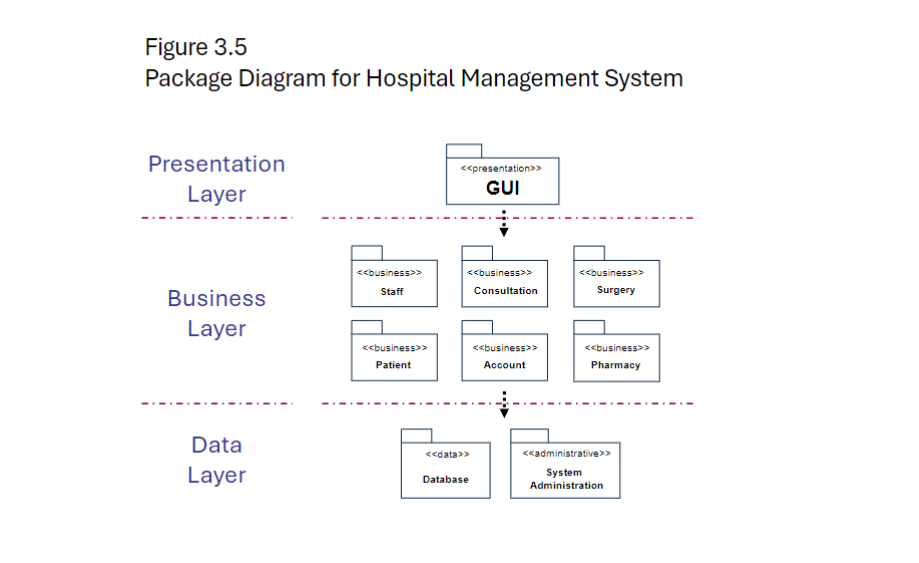 Figure 3.5
Package Diagram for Hospital Management System
Presentation
Layer
<<presentation>>
GUI
Business
Layer
<<business>>
Staff
<<business>>
Consultation
<<business>>
Surgery
<<business>>
Patient
<<business>>
Account
<<business>>
Pharmacy
Data
Layer
<<data>>
Database
<<administrative>>
System
Administration